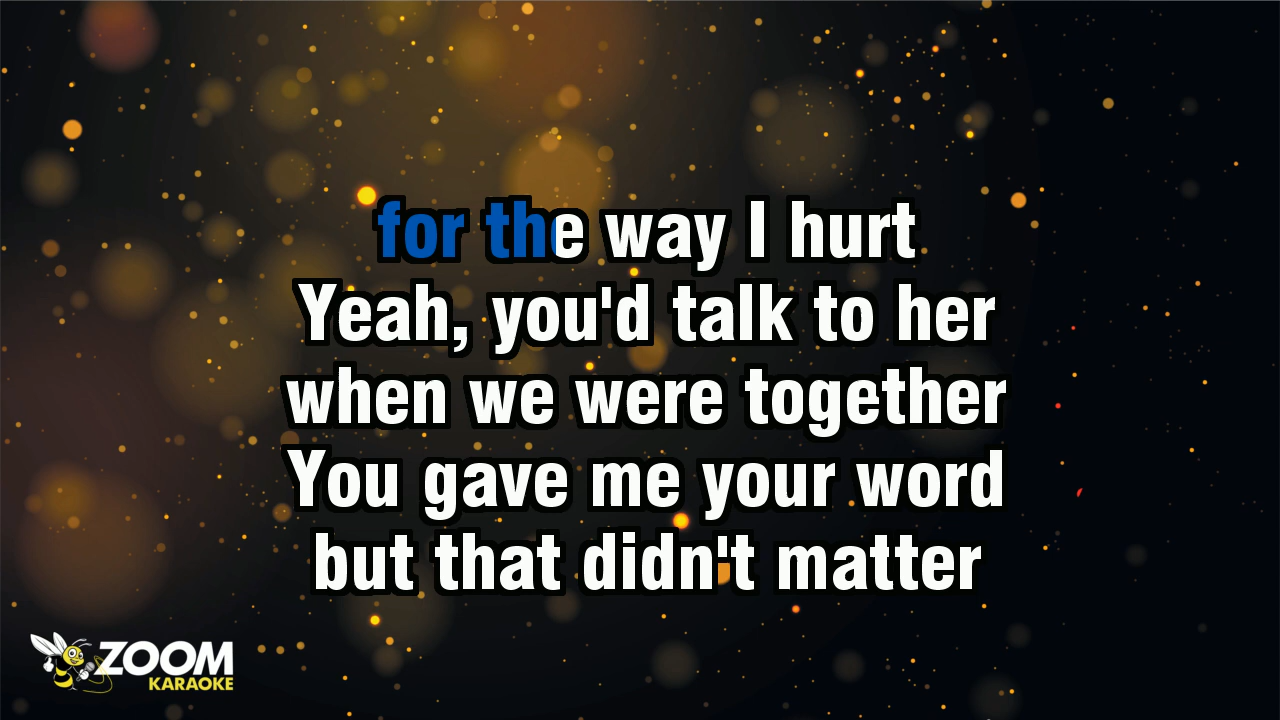 for the way I hurt
Yeah, you'd talk to her
when we were together
You gave me your word
but that didn't matter
ZOOM
KARAOKE